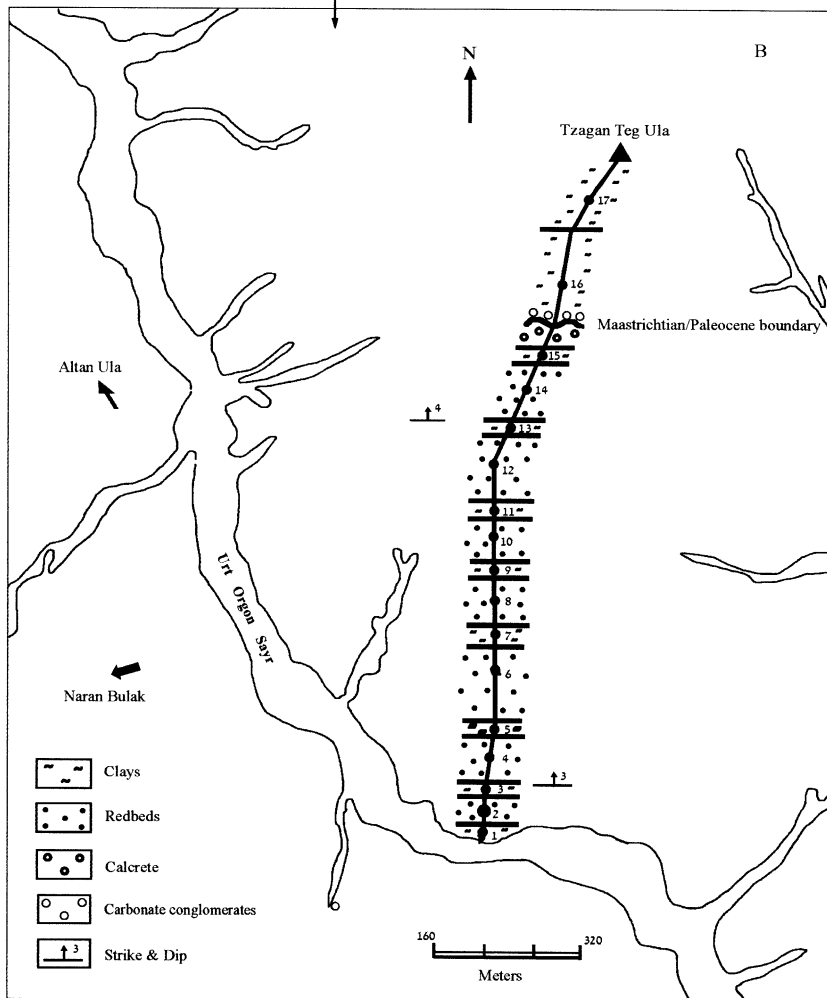 B
N
Tzagan Teg Ula
17
16
Maastrichtian/Paleocene boundary
15
Altan Ula
14
4
13
12
11
10
9
Urt Orgon Sayr
8
7
6
Naran Bulak
5
4
3
3
2
1
Clays
Redbeds
Calcrete
Carbonate conglomerates
3
Strike & Dip
160
320
Meters